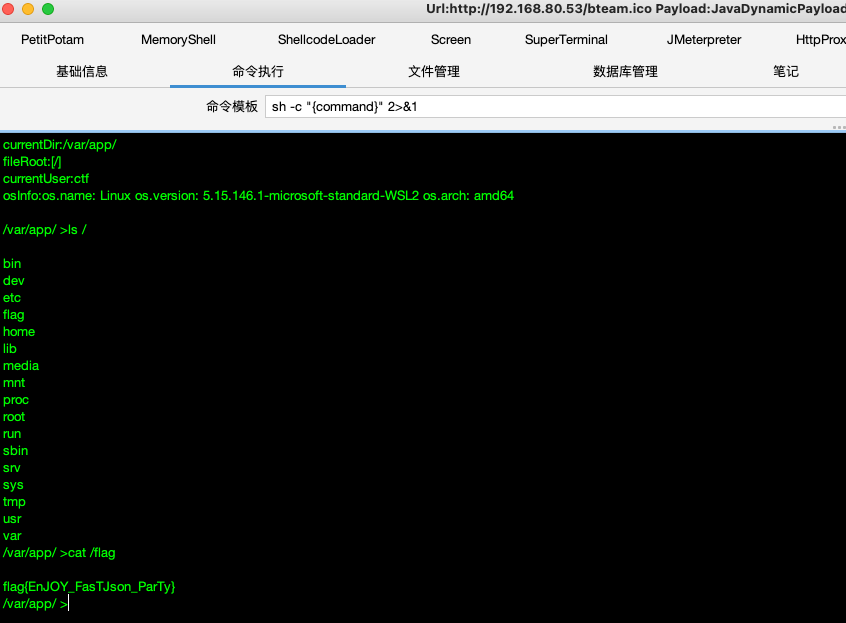 Url:http://192.168.80.53/bteam.ico Payload:JavaDynamicPayload
PetitPotam MemoryShell ShellcodeLoader Screen SuperTerminal JMeterpreter HttpProx
基础信息 命令执行 文件管理 数据库管理 笔记
命令模板 sh -c "{command}" 2>&1
currentDir:/var/app/
fileRoot:[/]
currentUser:ctf
osInfo:os.name: Linux os.version: 5.15.146.1-microsoft-standard-WSL2 os.arch: amd64
/var/app/ >ls /
bin
dev
etc
flag
home
lib
media
mnt
proc
root
run
sbin
srv
sys
tmp
usr
var
/var/app/ >cat /flag
flag{EnJOY_FasTJson_ParTy}
/var/app/ >